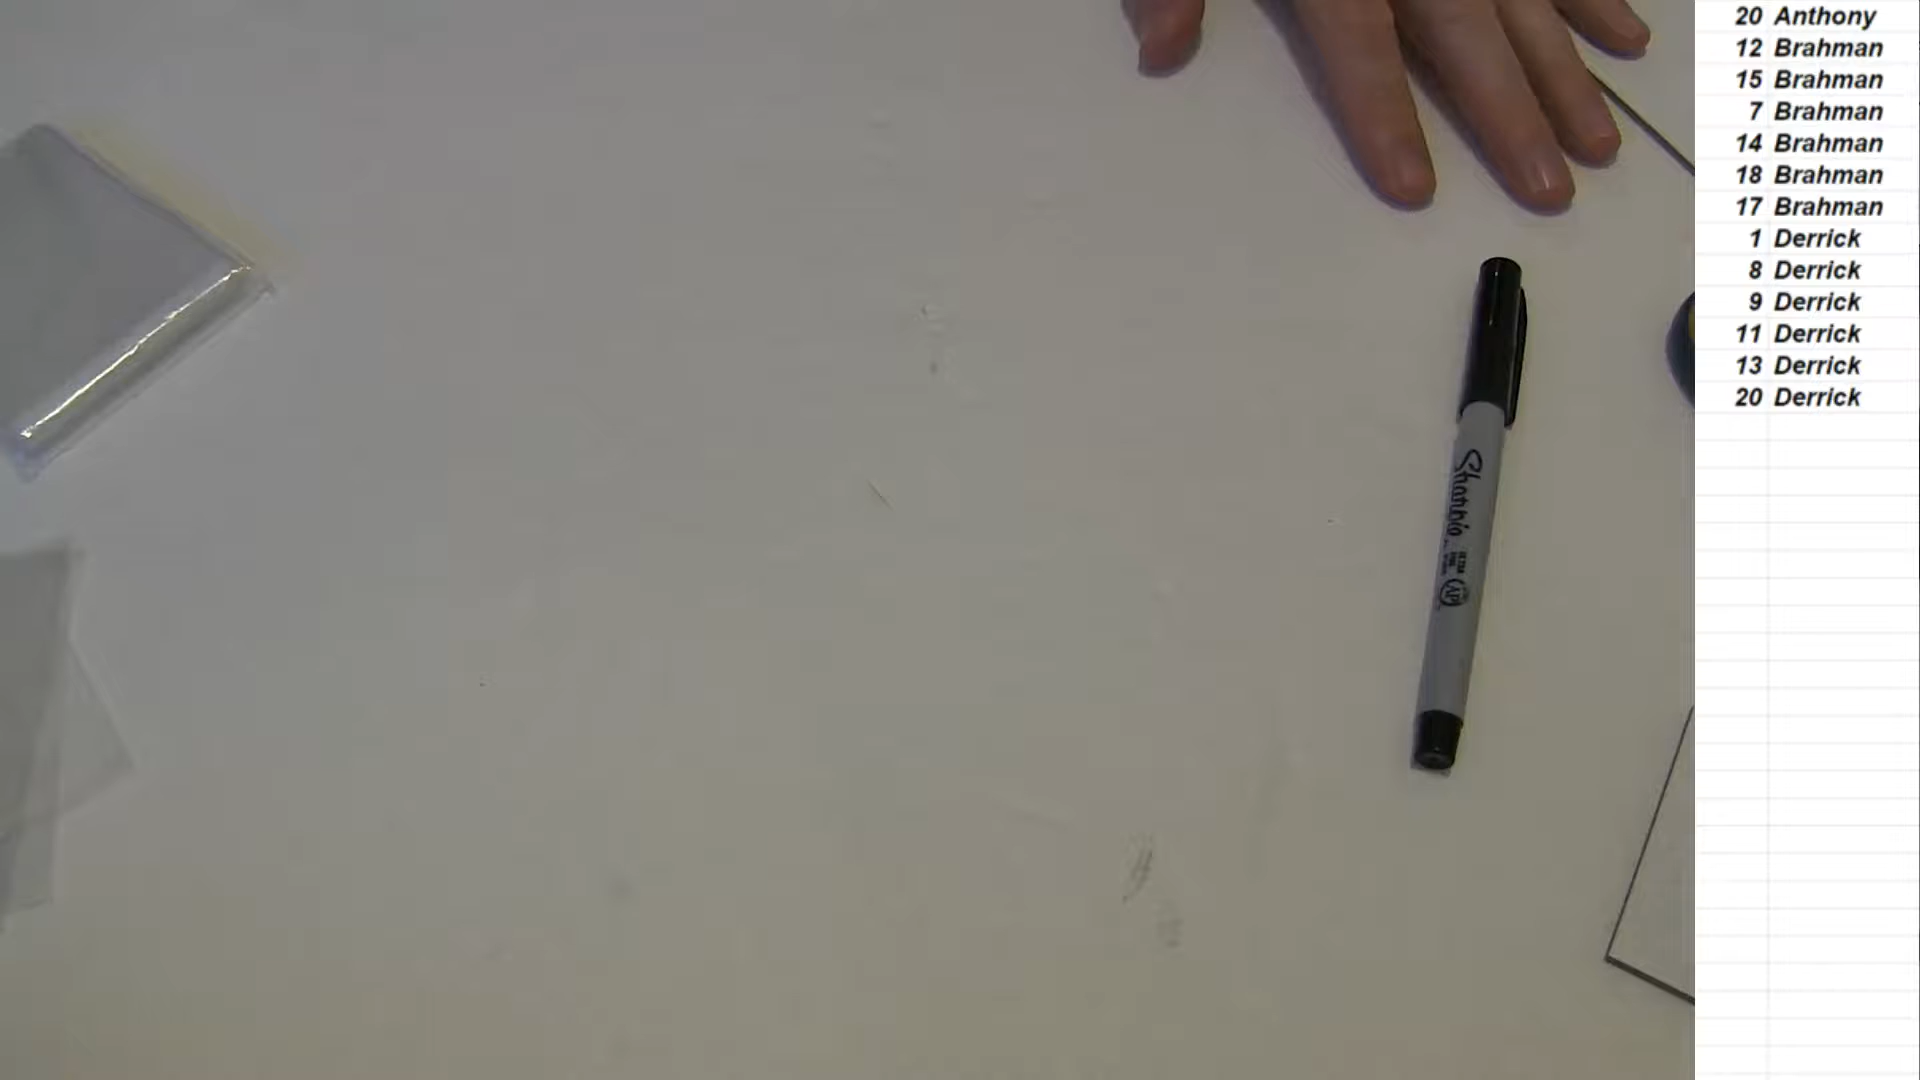 20 Anthony
12 Brahman
15 Brahman
7 Brahman
14 Brahman
18 Brahman
17 Brahman
1 Derrick
8 Derrick
9 Derrick
11 Derrick
13 Derrick
20 Derrick
Sharpie
AP